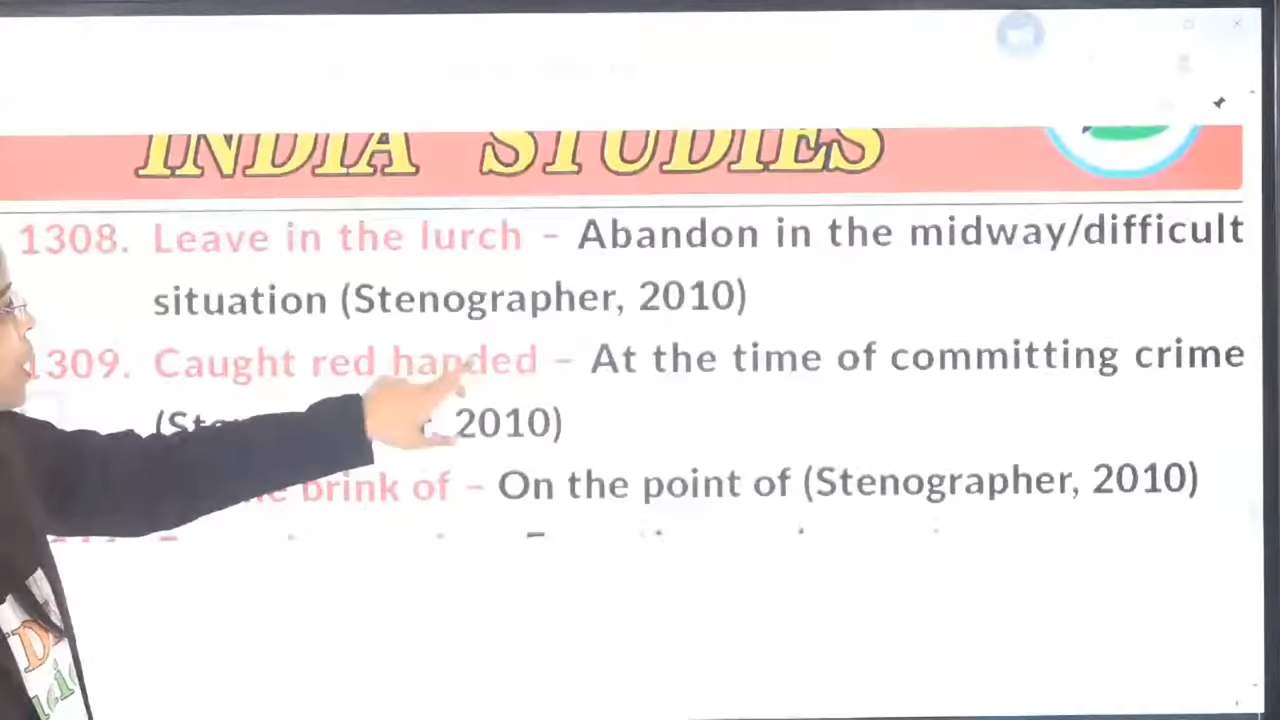 INDIA STUDIES
1308. Leave in the lurch – Abandon in the midway/difficult
situation (Stenographer, 2010)
1309. Caught red handed – At the time of committing crime
2010)
brink of – On the point of (Stenographer, 2010)